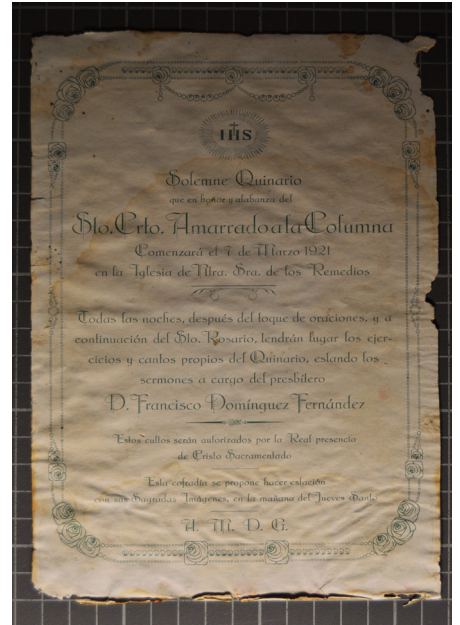 IHS
Solemne Quinario
que en honor y alabanza del
Sto. Crto. Amarrado a la Columna
Comenzará el 7 de Marzo 1921
en la Iglesia de Ntra. Sra. de los Remedios
Todas las noches, después del toque de oraciones, y a
continuación del Sto. Rosario, tendrán lugar los ejer-
cicios y cantos propios del Quinario, estando los
sermones a cargo del presbítero
D. Francisco Domínguez Fernández
Estos cultos serán autorizados por la Real presencia
de Cristo Sacramentado
Esta cofradía se propone hacer estación
con sus Sagradas Imágenes, en la mañana del Jueves Santo
A. M. D. G.